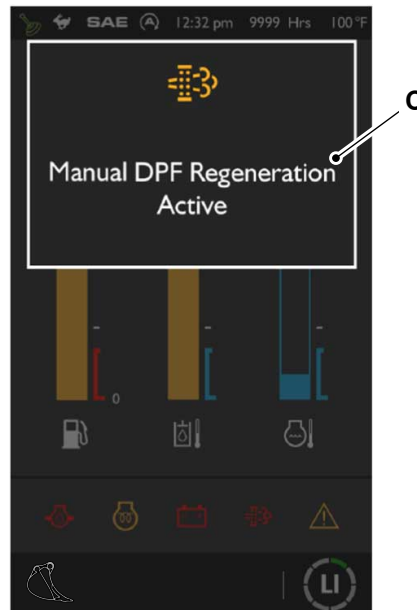 SAE A 12:32 pm 9999 Hrs 100 °F
C
Manual DPF Regeneration
Active
0
LI